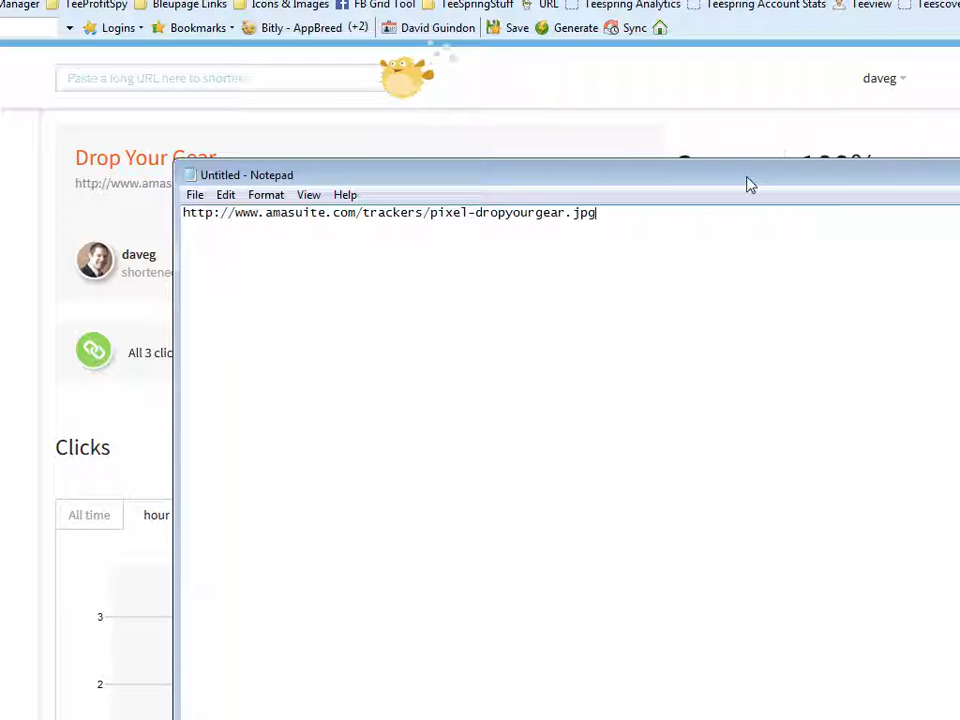 Manager TeeProfitSpy Bleupage Links Icons & Images FB Grid Tool TeeSpringStuff URL Teespring Analytics Teespring Account Stats Teeview
Logins Bookmarks Bitly - AppBreed (+2) David Guindon Save Generate Sync
Paste a long URL here to shorten
daveg
Drop Your Gear
100%
http://www.amas
Untitled - Notepad
File Edit Format View Help
http://www.amasuite.com/trackers/pixel-dropyourgear.jpg
daveg
shortene
All 3 clic
Clicks
All time hour
3
2